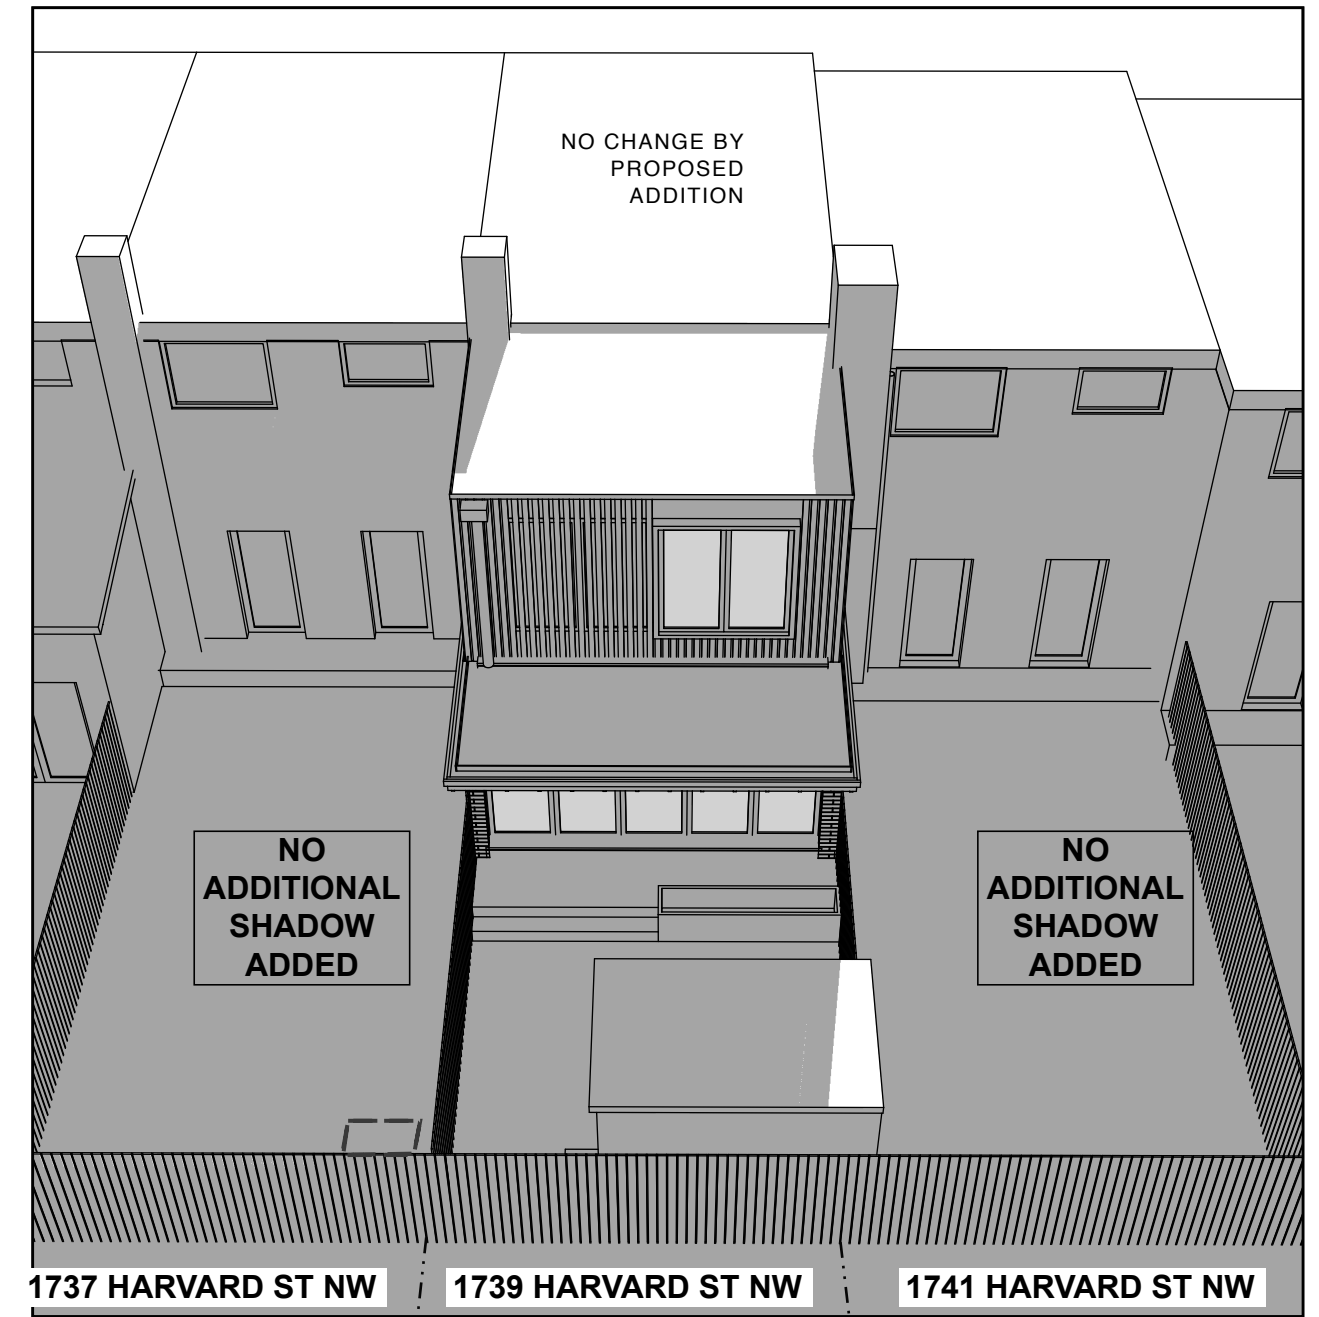 NO CHANGE BY
PROPOSED
ADDITION
NO
ADDITIONAL
SHADOW
ADDED
NO
ADDITIONAL
SHADOW
ADDED
1737 HARVARD ST NW
1739 HARVARD ST NW
1741 HARVARD ST NW